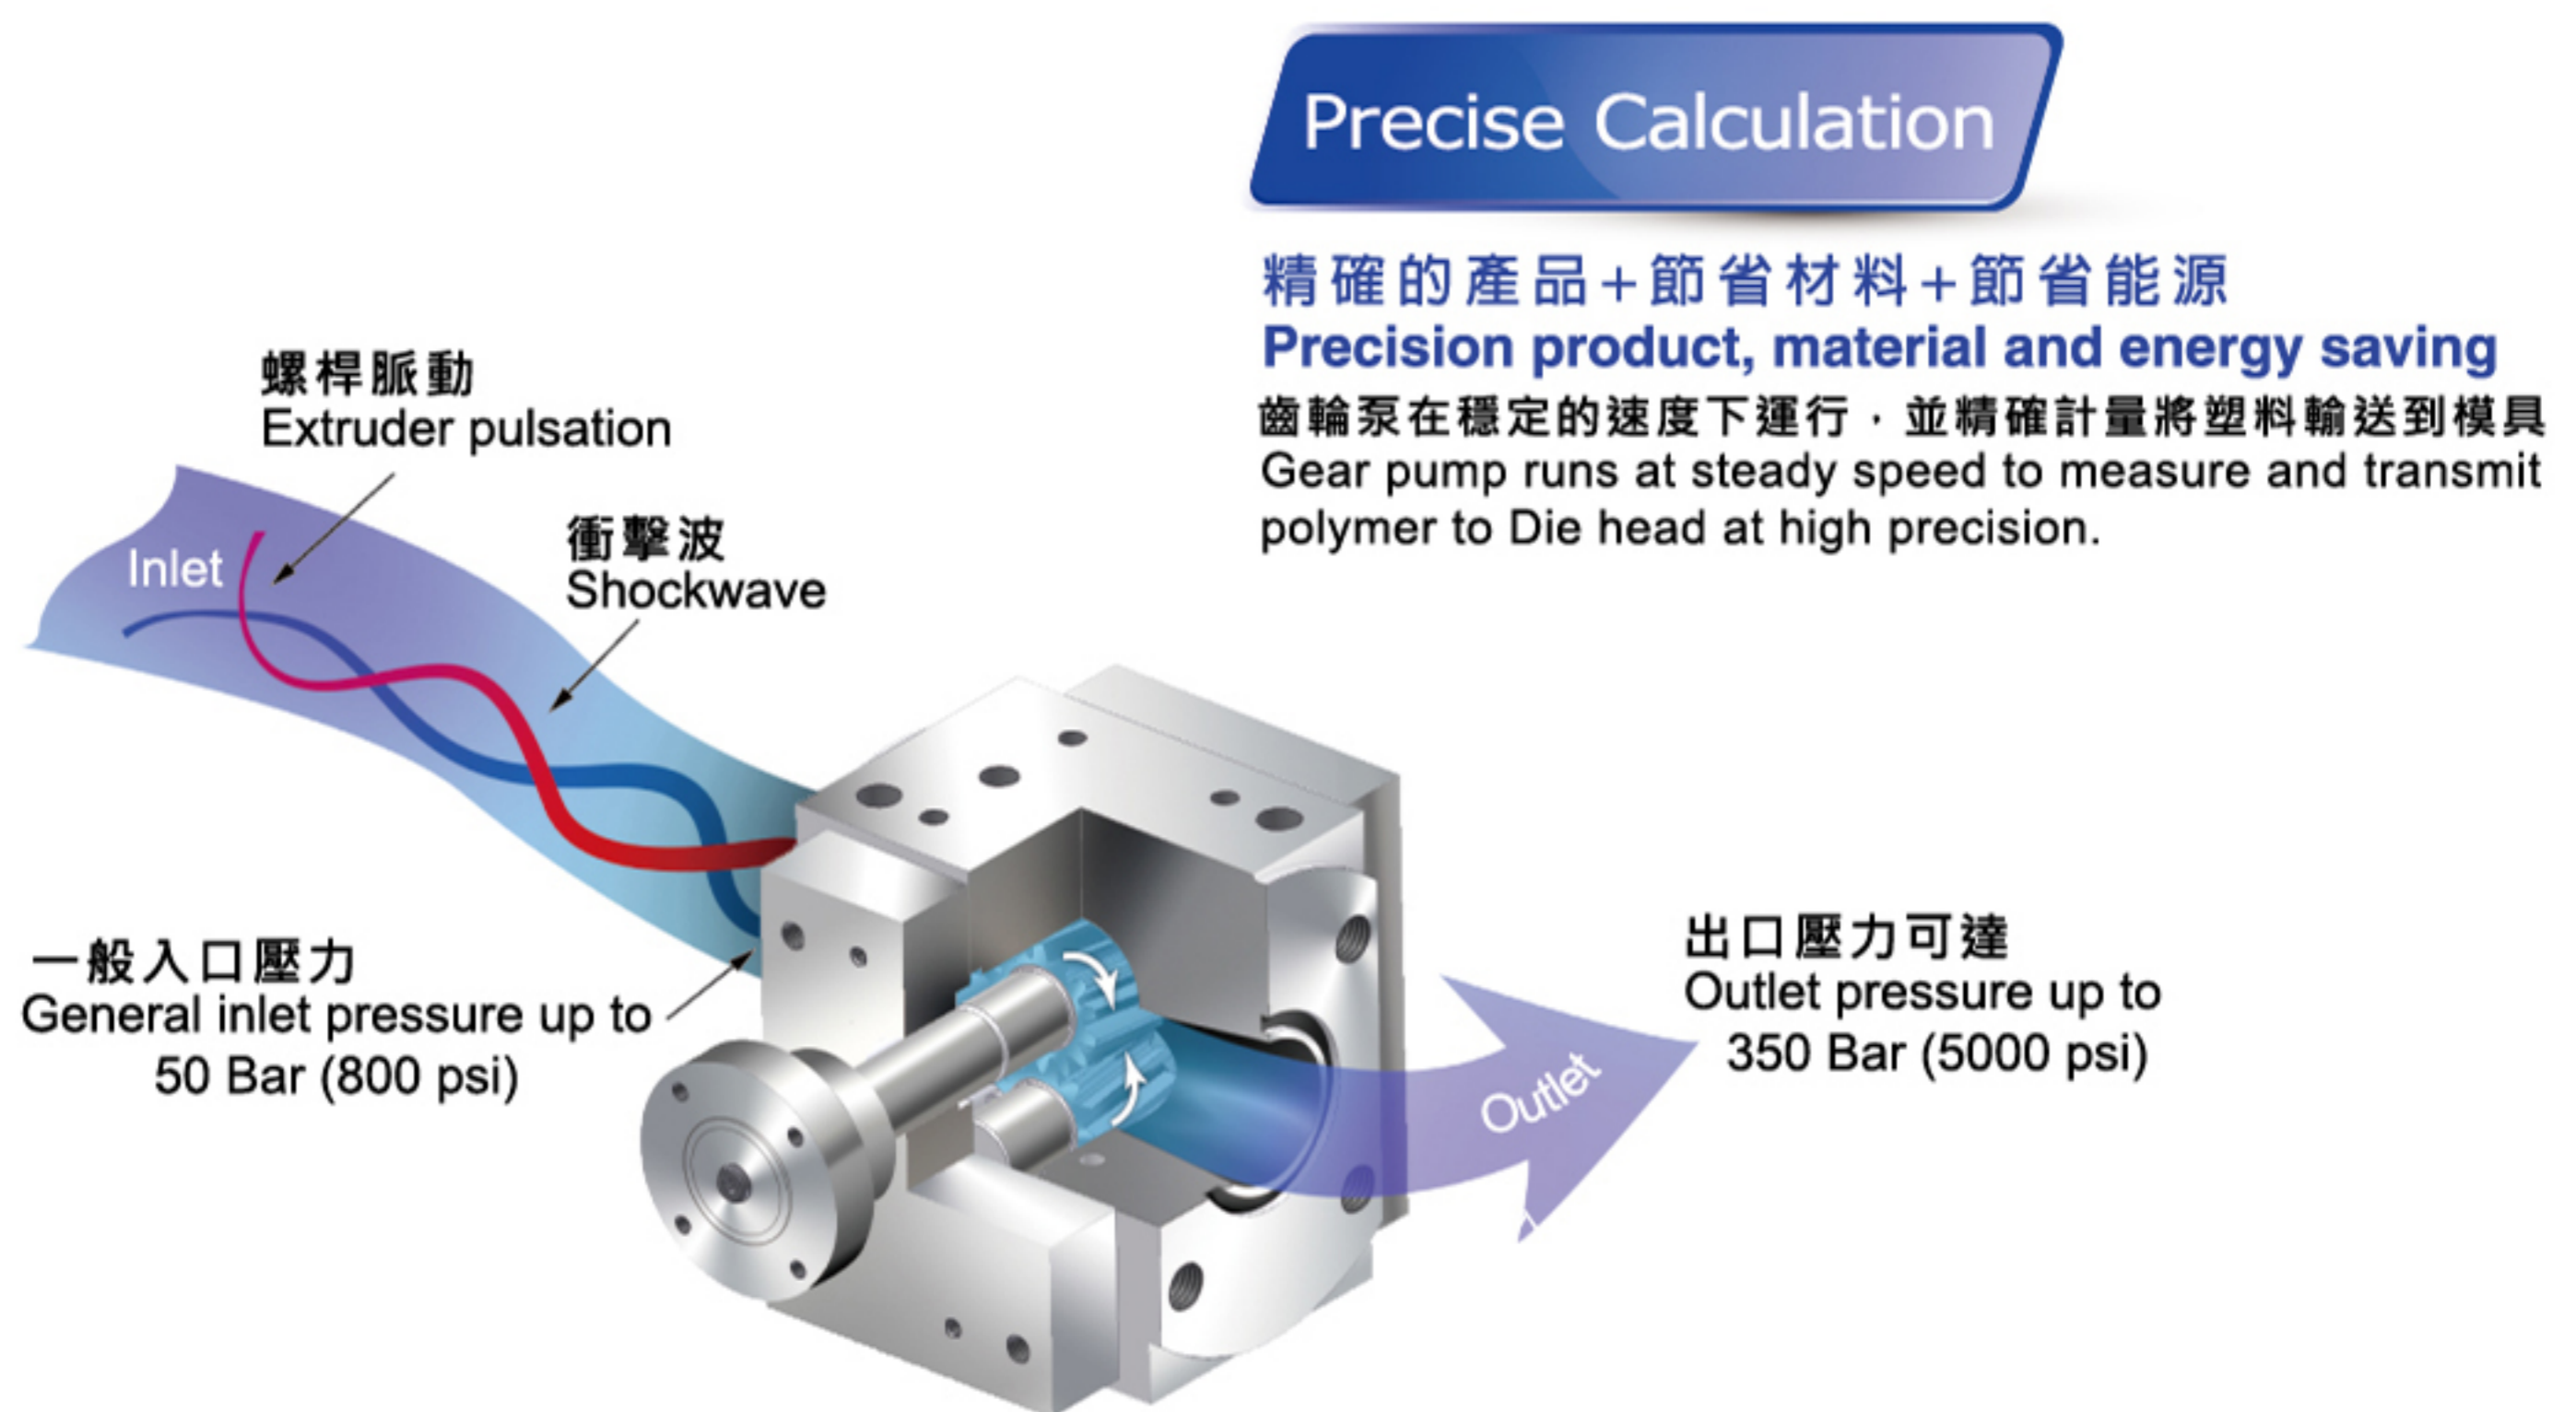 Precise Calculation
精確的產品+節省材料+節省能源
Precision product, material and energy saving
齒輪泵在穩定的速度下運行，並精確計量將塑料輸送到模具
Gear pump runs at steady speed to measure and transmit
polymer to Die head at high precision.
螺桿脈動
Extruder pulsation
衝擊波
Shockwave
Inlet
一般入口壓力
General inlet pressure up to
50 Bar (800 psi)
出口壓力可達
Outlet pressure up to
350 Bar (5000 psi)
Outlet